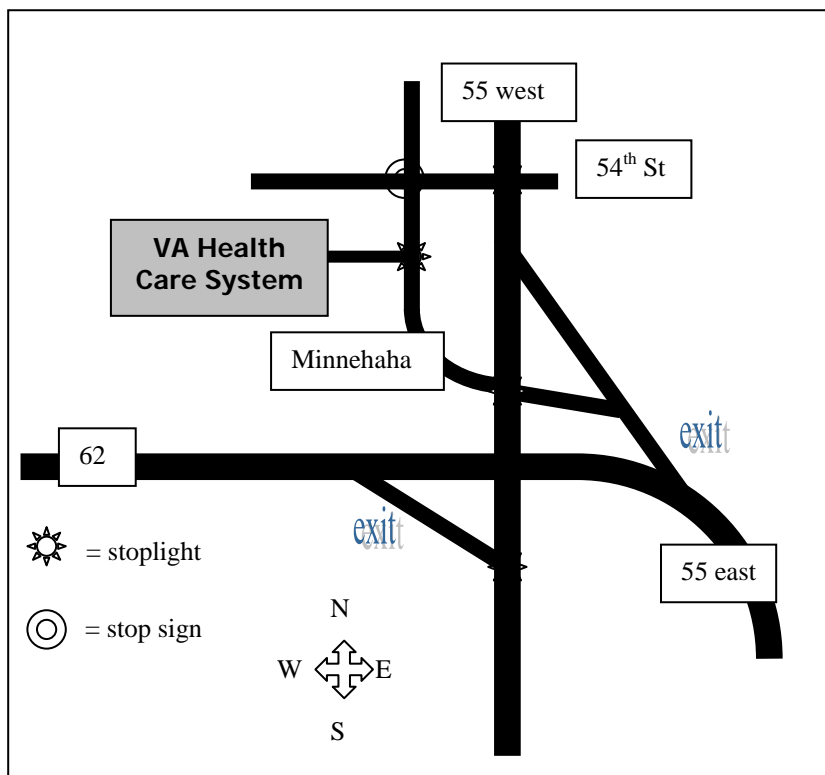 55 west
54th St
VA Health
Care System
Minnehaha
exit
62
exit
= stoplight
55 east
= stop sign
N
W
E
S